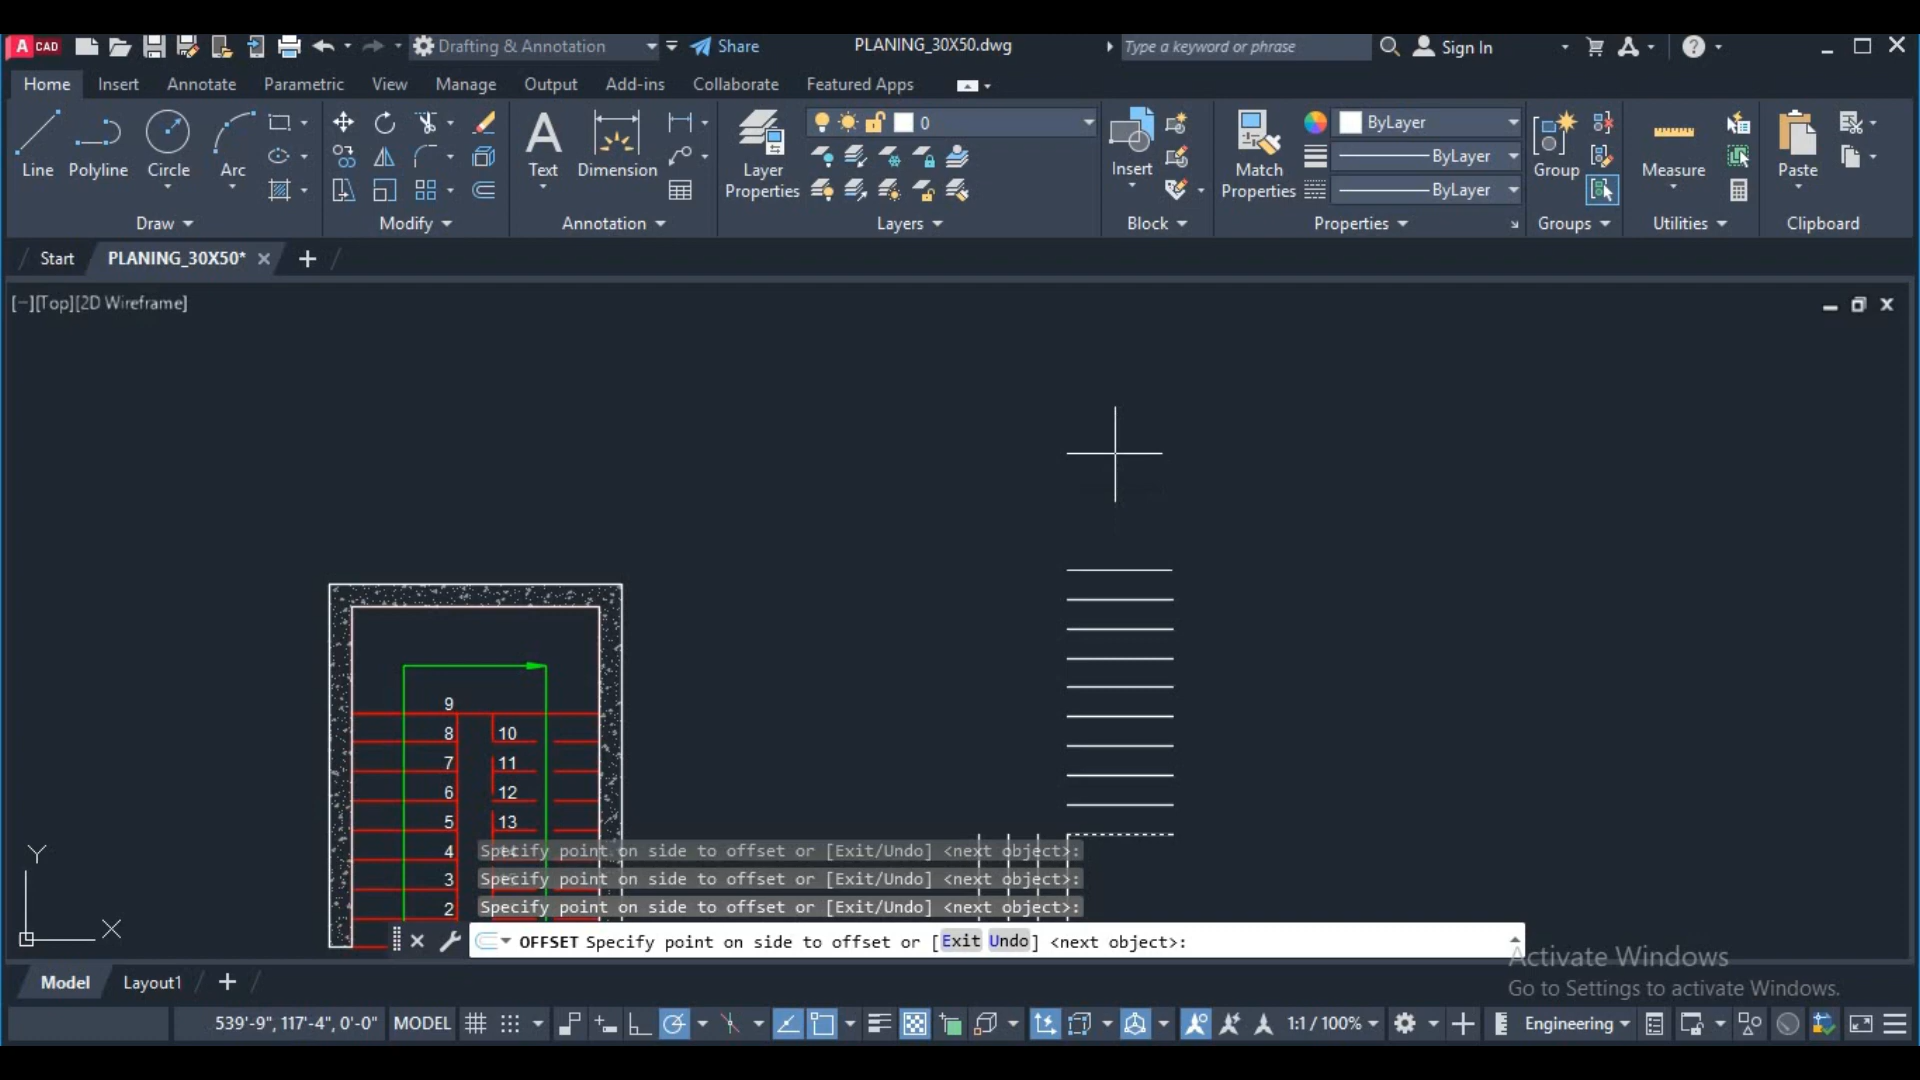 A CAD Drafting & Annotation Share PLANING_30X50.dwg Type a keyword or phrase Sign In
Home Insert Annotate Parametric View Manage Output Add-ins Collaborate Featured Apps
Line Polyline Circle Arc Text Dimension Layer Properties 0 Insert Match Properties ByLayer ByLayer ByLayer Group Measure Paste
Draw Modify Annotation Layers Block Properties Groups Utilities Clipboard
Start PLANING_30X50*
[−][Top][2D Wireframe]
9
8 10
7 11
6 12
5 13
4
3
2
Specify point on side to offset or [Exit/Undo] <next object>:
Specify point on side to offset or [Exit/Undo] <next object>:
Specify point on side to offset or [Exit/Undo] <next object>:
Y
X
OFFSET Specify point on side to offset or [Exit Undo] <next object>:
Activate Windows
Go to Settings to activate Windows.
Model Layout1
539'-9", 117'-4", 0'-0" MODEL 1:1 / 100% Engineering